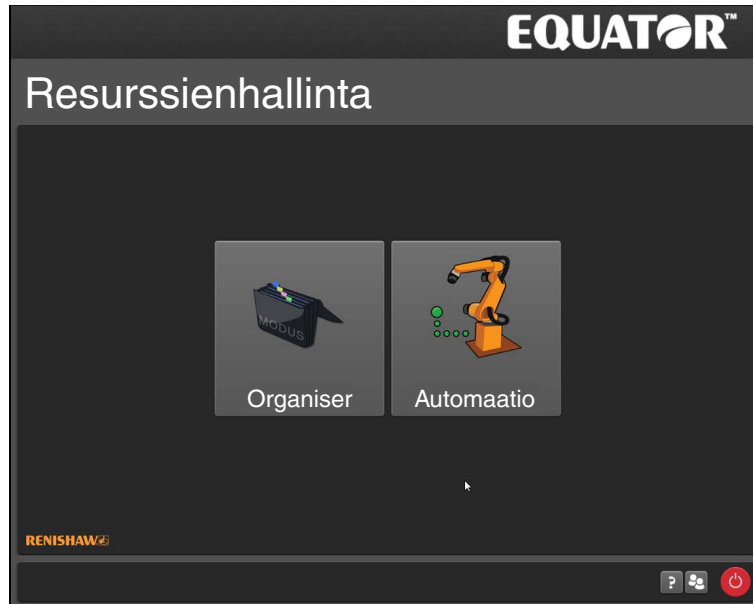 EQUATOR™
Resurssienhallinta
MODUS
Organiser
Automaatio
RENISHAW
?